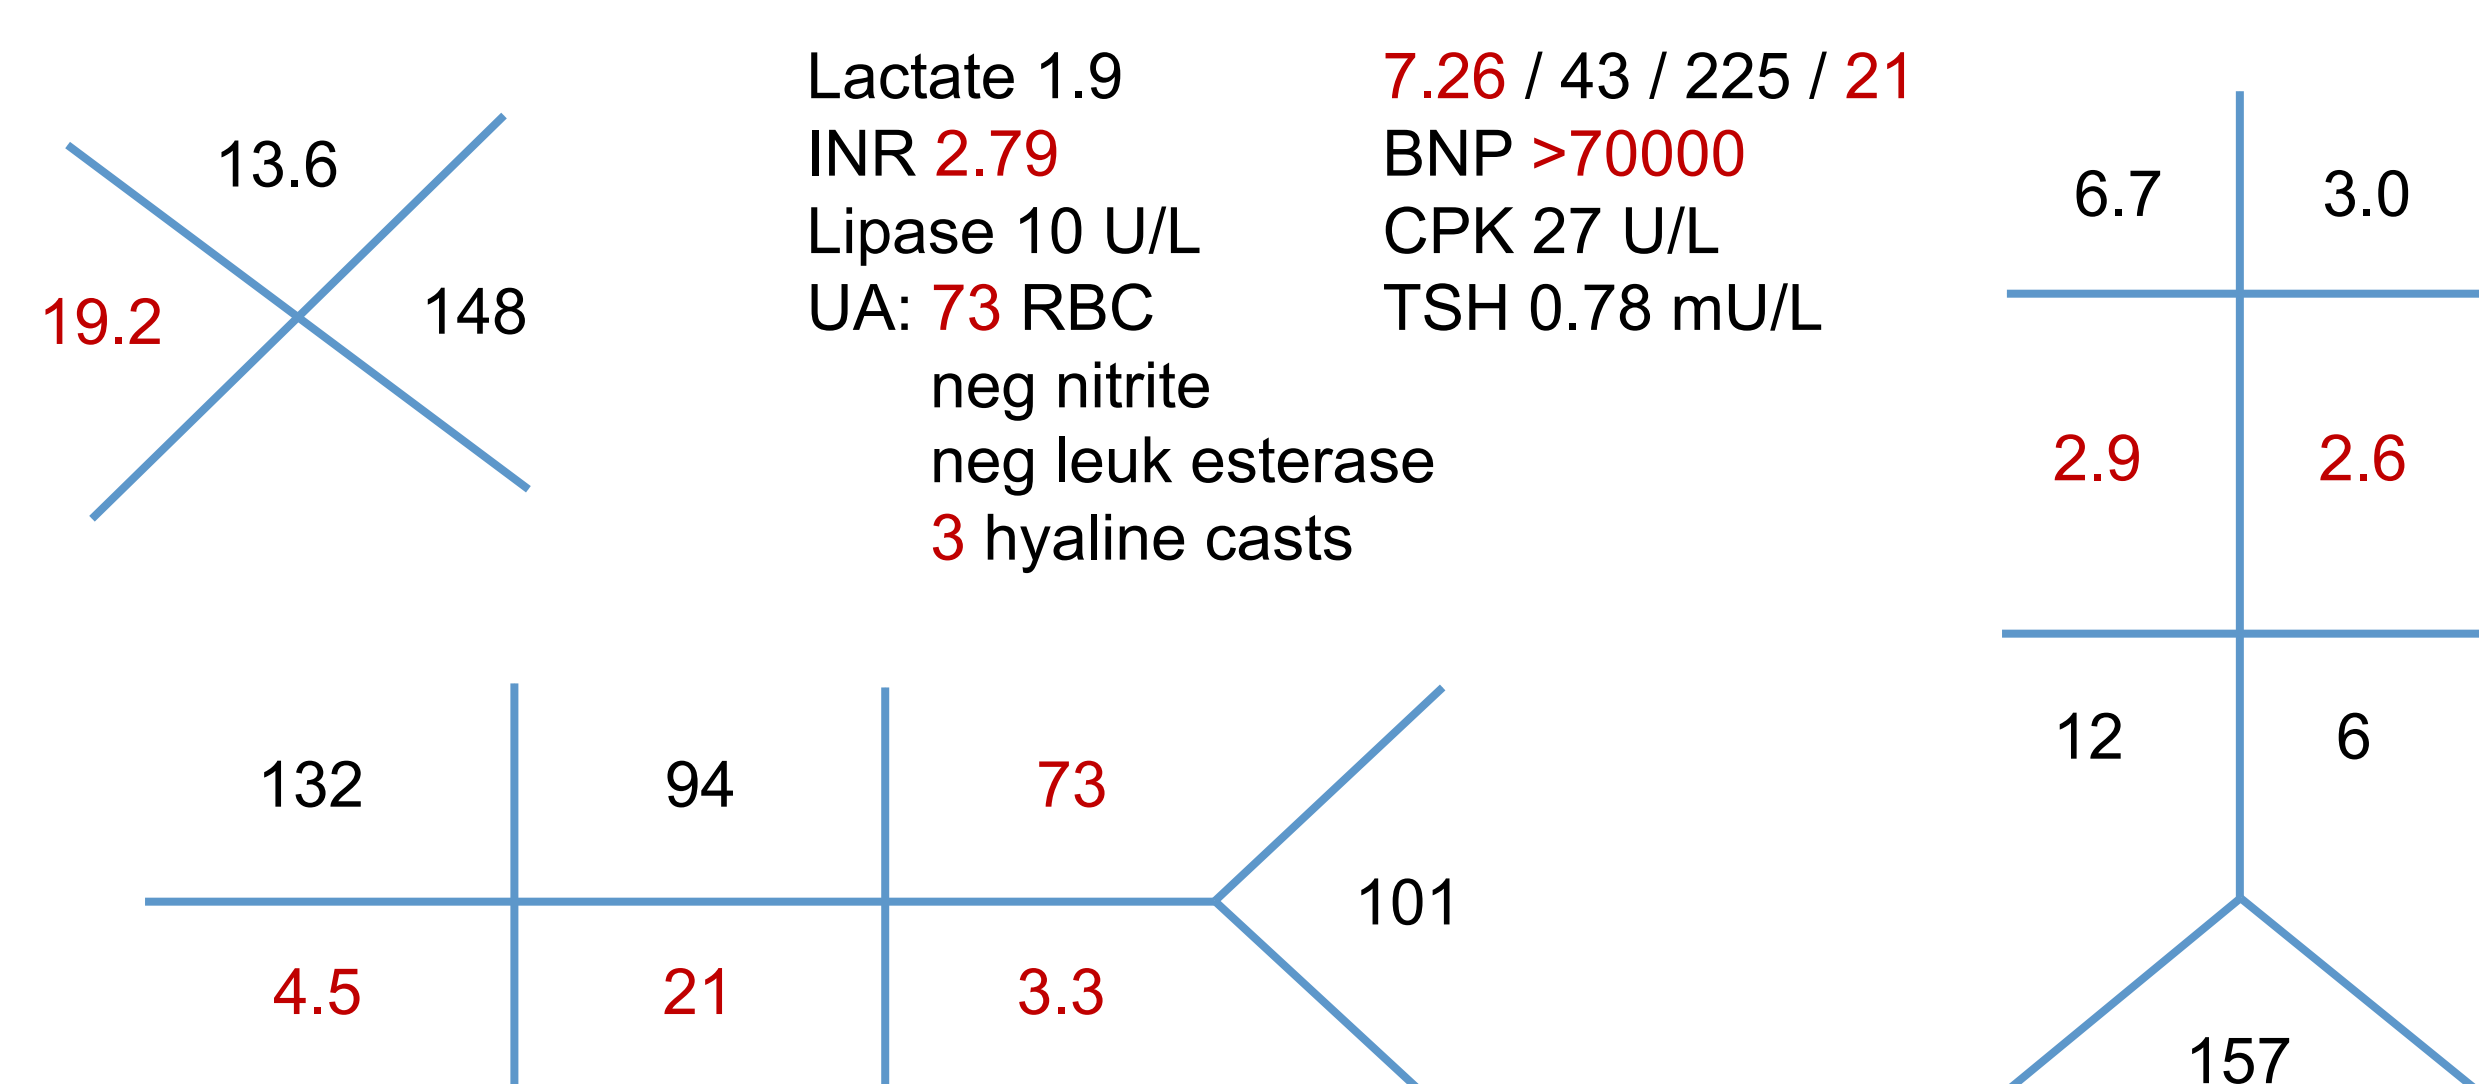 13.6
19.2
148
Lactate 1.9
INR 2.79
Lipase 10 U/L
UA: 73 RBC
neg nitrite
neg leuk esterase
3 hyaline casts
7.26 / 43 / 225 / 21
BNP >70000
CPK 27 U/L
TSH 0.78 mU/L
6.7 3.0
2.9 2.6
12 6
157
132 94 73
101
4.5 21 3.3